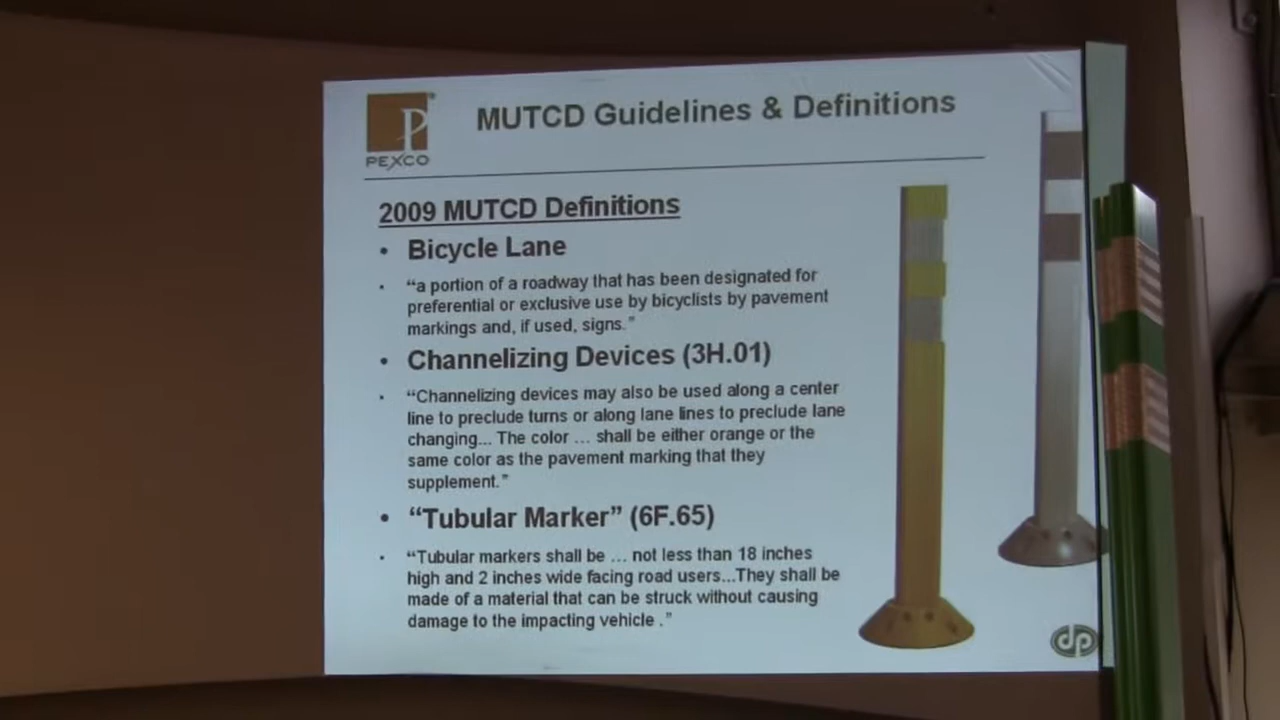 MUTCD Guidelines & Definitions
P
PEXCO
2009 MUTCD Definitions
• Bicycle Lane
• “a portion of a roadway that has been designated for
preferential or exclusive use by bicyclists by pavement
markings and, if used, signs.”
• Channelizing Devices (3H.01)
• “Channelizing devices may also be used along a center
line to preclude turns or along lane lines to preclude lane
changing... The color ... shall be either orange or the
same color as the pavement marking that they
supplement.”
• “Tubular Marker” (6F.65)
• “Tubular markers shall be ... not less than 18 inches
high and 2 inches wide facing road users...They shall be
made of a material that can be struck without causing
damage to the impacting vehicle .”
dp